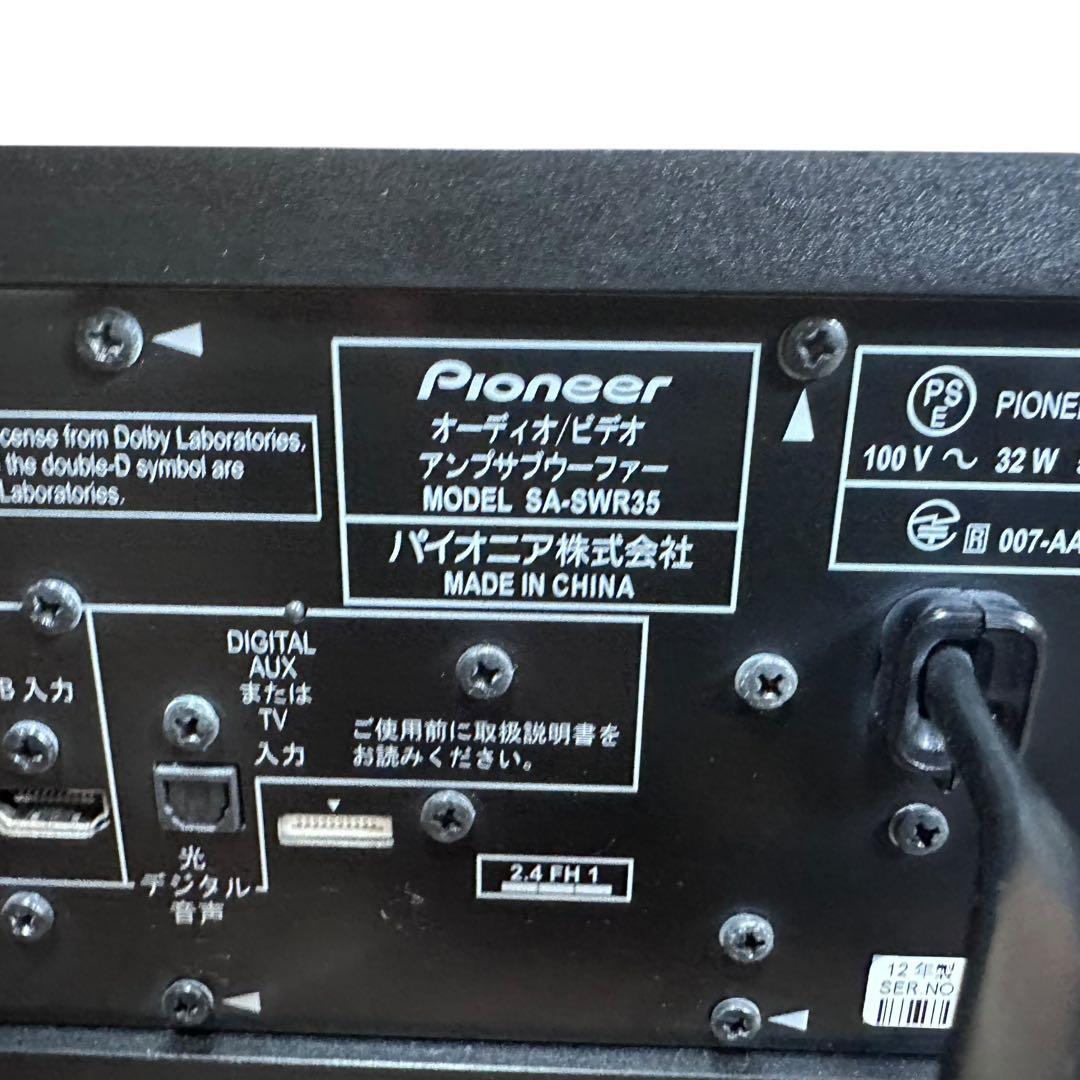 Pioneer
オーディオ/ビデオ
アンプサブウーファー
MODEL SA-SWR35
パイオニア株式会社
MADE IN CHINA
cense from Dolby Laboratories.
the double-D symbol are
Laboratories.
PSE PIONE
100 V ～ 32 W
R 007-AA
B 入力
DIGITAL
AUX
または
TV
入力
ご使用前に取扱説明書を
お読みください。
光
デジタル
音声
2.4 FH 1
12 年製
SER.NO